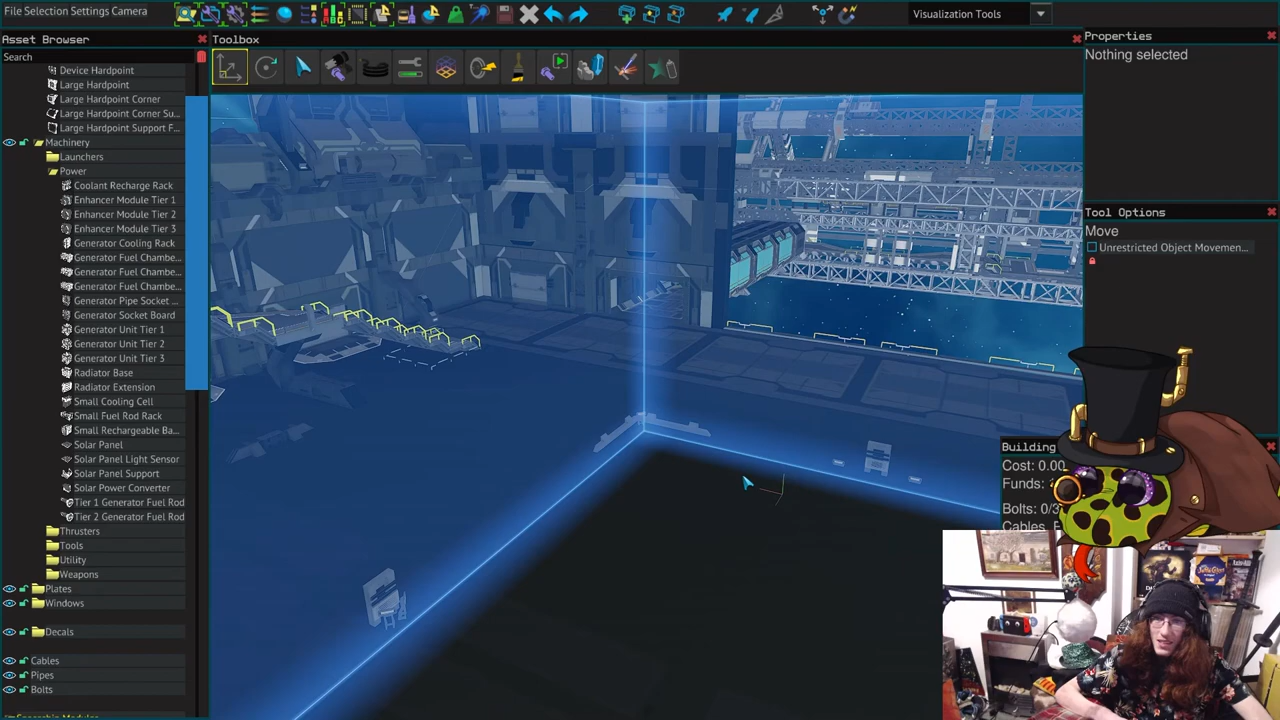 File Selection Settings Camera
Visualization Tools
Asset Browser
Toolbox
Properties
Search
Nothing selected
Device Hardpoint
Large Hardpoint
Large Hardpoint Corner
Large Hardpoint Corner Su...
Large Hardpoint Support F...
Machinery
Launchers
Power
Coolant Recharge Rack
Enhancer Module Tier 1
Enhancer Module Tier 2
Enhancer Module Tier 3
Generator Cooling Rack
Generator Fuel Chambe...
Generator Fuel Chambe...
Generator Fuel Chambe...
Generator Pipe Socket ...
Generator Socket Board
Generator Unit Tier 1
Generator Unit Tier 2
Generator Unit Tier 3
Radiator Base
Radiator Extension
Small Cooling Cell
Small Fuel Rod Rack
Small Rechargeable Ba...
Solar Panel
Solar Panel Light Sensor
Solar Panel Support
Solar Power Converter
Tier 1 Generator Fuel Rod
Tier 2 Generator Fuel Rod
Thrusters
Tools
Utility
Weapons
Plates
Windows
Decals
Cables
Pipes
Bolts
Tool Options
Move
Unrestricted Object Movemen...
Building
Cost: 0.00
Funds:
Bolts: 0/3
Cables